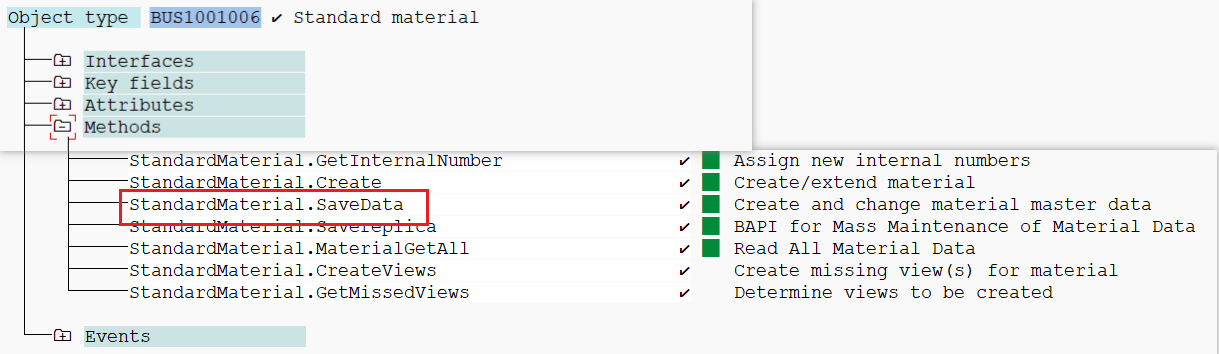 Object type BUS1001006 ✔ Standard material
Interfaces
Key fields
Attributes
Methods
StandardMaterial.GetInternalNumber ✔ Assign new internal numbers
StandardMaterial.Create ✔ Create/extend material
StandardMaterial.SaveData ✔ Create and change material master data
StandardMaterial.Savereplica ✔ BAPI for Mass Maintenance of Material Data
StandardMaterial.MaterialGetAll ✔ Read All Material Data
StandardMaterial.CreateViews ✔ Create missing view(s) for material
StandardMaterial.GetMissedViews ✔ Determine views to be created
Events